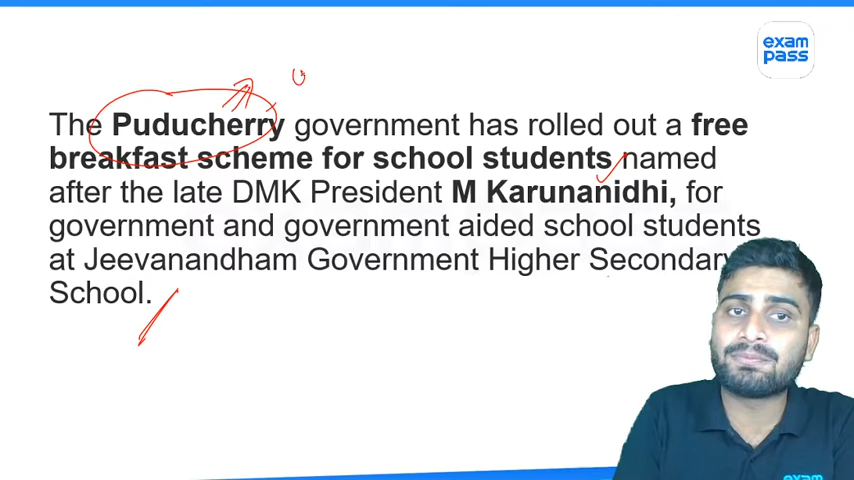 exam
pass
The Puducherry government has rolled out a free
breakfast scheme for school students named
after the late DMK President M Karunanidhi, for
government and government aided school students
at Jeevanandham Government Higher Secondary
School.
exam